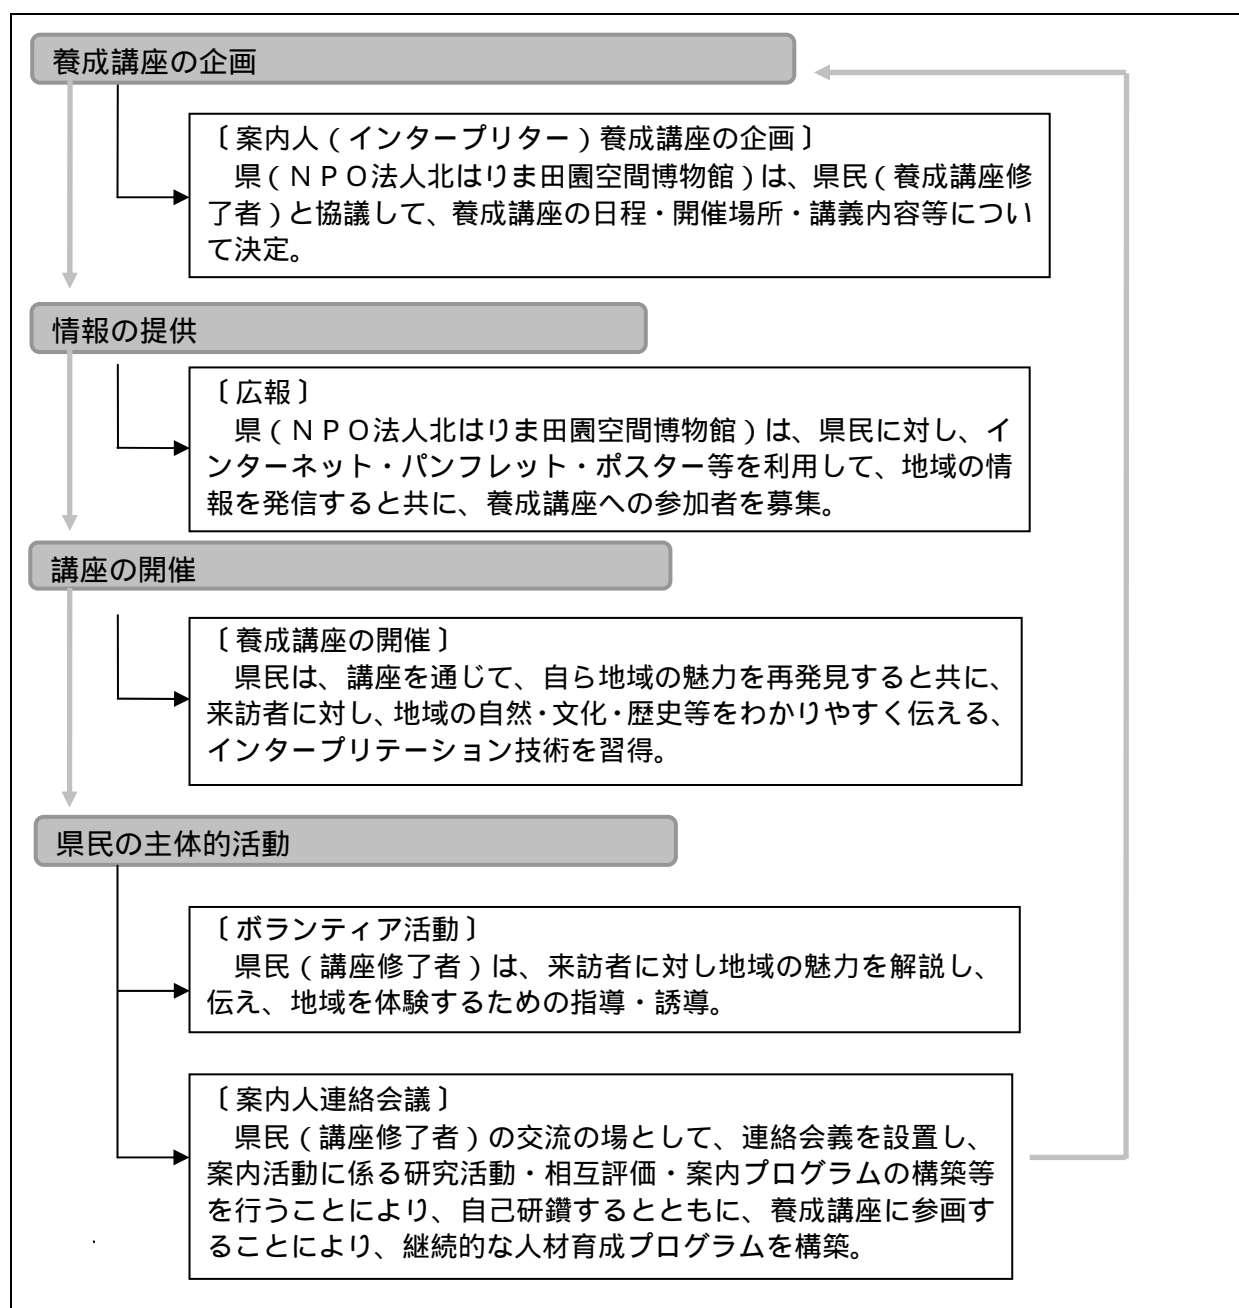 養成講座の企画
〔案内人(インタープリター)養成講座の企画〕
県(NPO法人北はりま田園空間博物館)は、県民(養成講座修
了者)と協議して、養成講座の日程・開催場所・講義内容等につい
て決定。
情報の提供
〔広報〕
県(NPO法人北はりま田園空間博物館)は、県民に対し、イ
ンターネット・パンフレット・ポスター等を利用して、地域の情
報を発信すると共に、養成講座への参加者を募集。
講座の開催
〔養成講座の開催〕
県民は、講座を通じて、自ら地域の魅力を再発見すると共に、
来訪者に対し、地域の自然・文化・歴史等をわかりやすく伝える、
インタープリテーション技術を習得。
県民の主体的活動
〔ボランティア活動〕
県民(講座修了者)は、来訪者に対し地域の魅力を解説し、
伝え、地域を体験するための指導・誘導。
〔案内人連絡会議〕
県民(講座修了者)の交流の場として、連絡会義を設置し、
案内活動に係る研究活動・相互評価・案内プログラムの構築等
を行うことにより、自己研鑽するとともに、養成講座に参画す
ることにより、継続的な人材育成プログラムを構築。